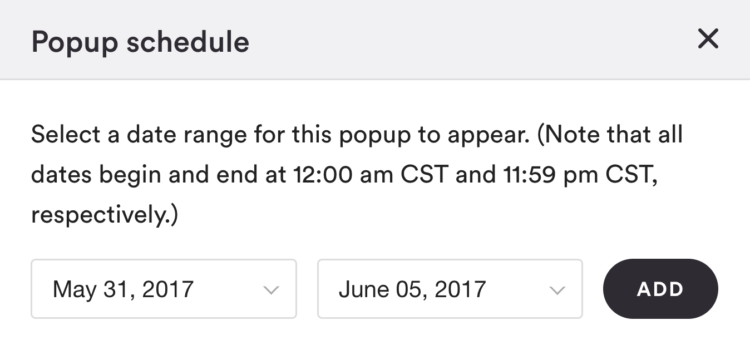 Popup schedule
Select a date range for this popup to appear. (Note that all
dates begin and end at 12:00 am CST and 11:59 pm CST,
respectively.)
May 31, 2017 June 05, 2017 ADD